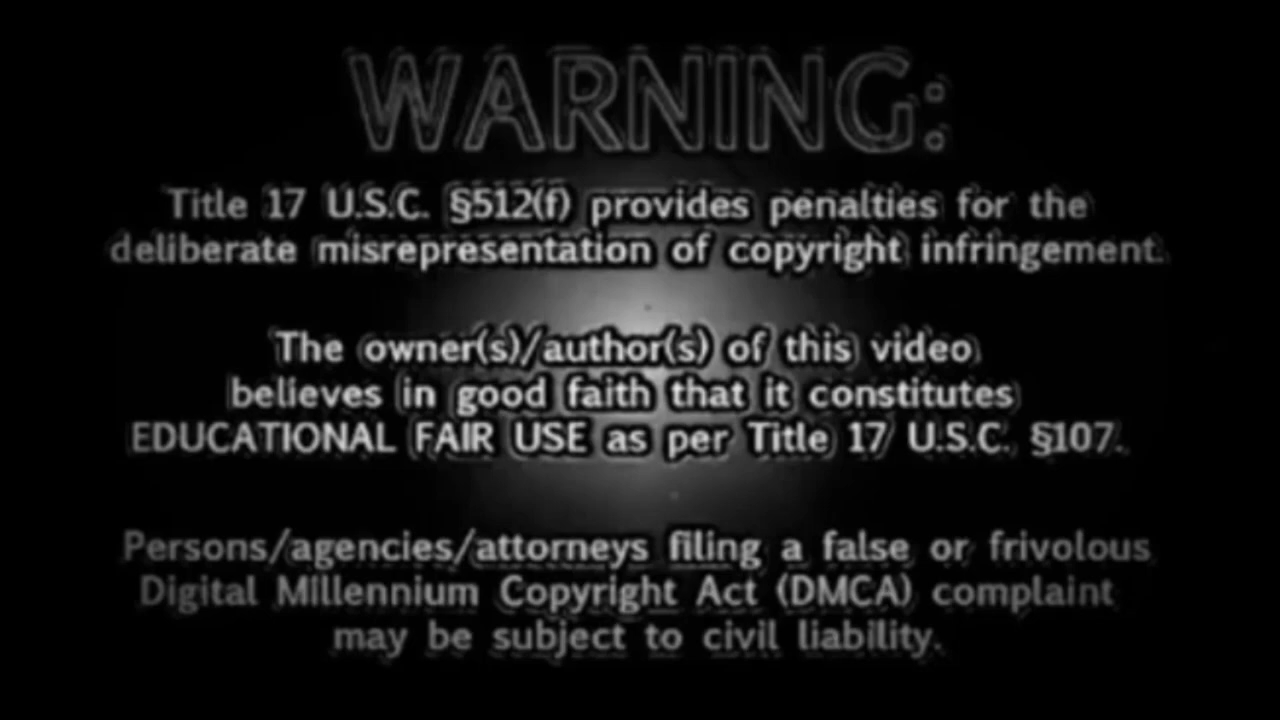 WARNING:
Title 17 U.S.C. §512(f) provides penalties for the
deliberate misrepresentation of copyright infringement.
The owner(s)/author(s) of this video
believes in good faith that it constitutes
EDUCATIONAL FAIR USE as per Title 17 U.S.C. §107.
Persons/agencies/attorneys filing a false or frivolous
Digital Millennium Copyright Act (DMCA) complaint
may be subject to civil liability.